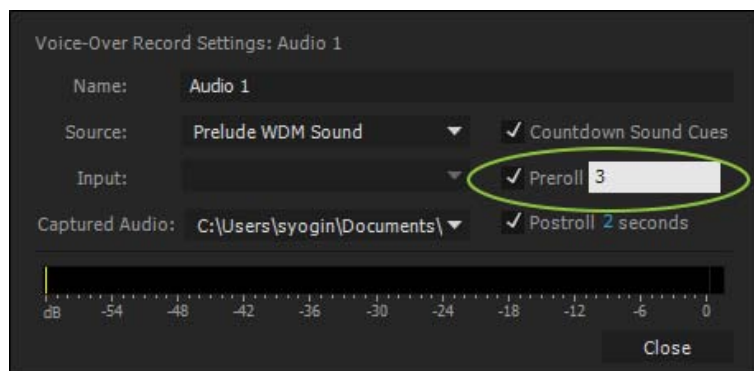 Voice-Over Record Settings: Audio 1
Name: Audio 1
Source: Prelude WDM Sound ✓ Countdown Sound Cues
Input: ✓ Preroll 3
Captured Audio: C:\Users\syogin\Documents\ ✓ Postroll 2 seconds
dB -54 -48 -42 -36 -30 -24 -18 -12 -6 0
Close